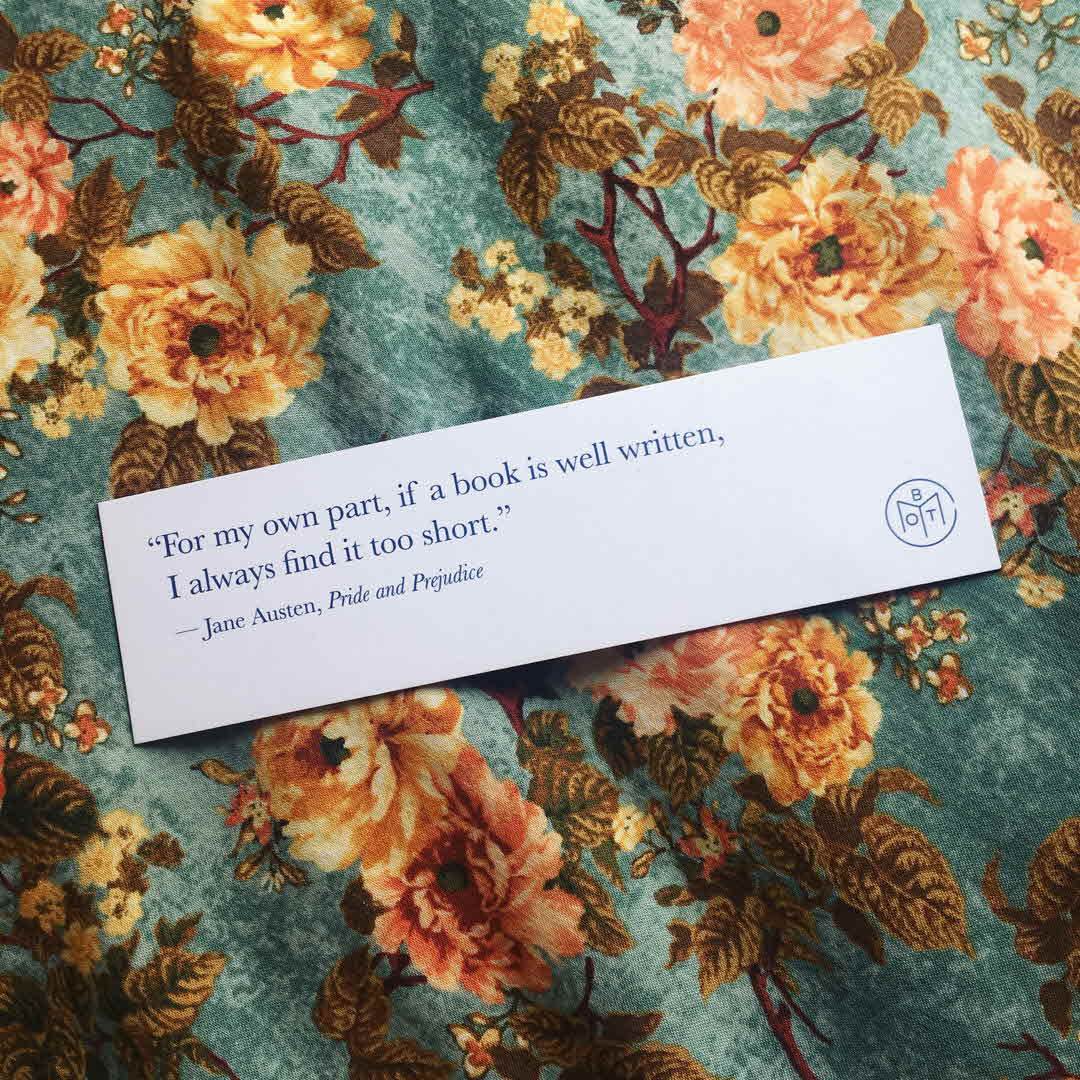 “For my own part, if a book is well written,
I always find it too short.”
— Jane Austen, Pride and Prejudice
B
O T
M